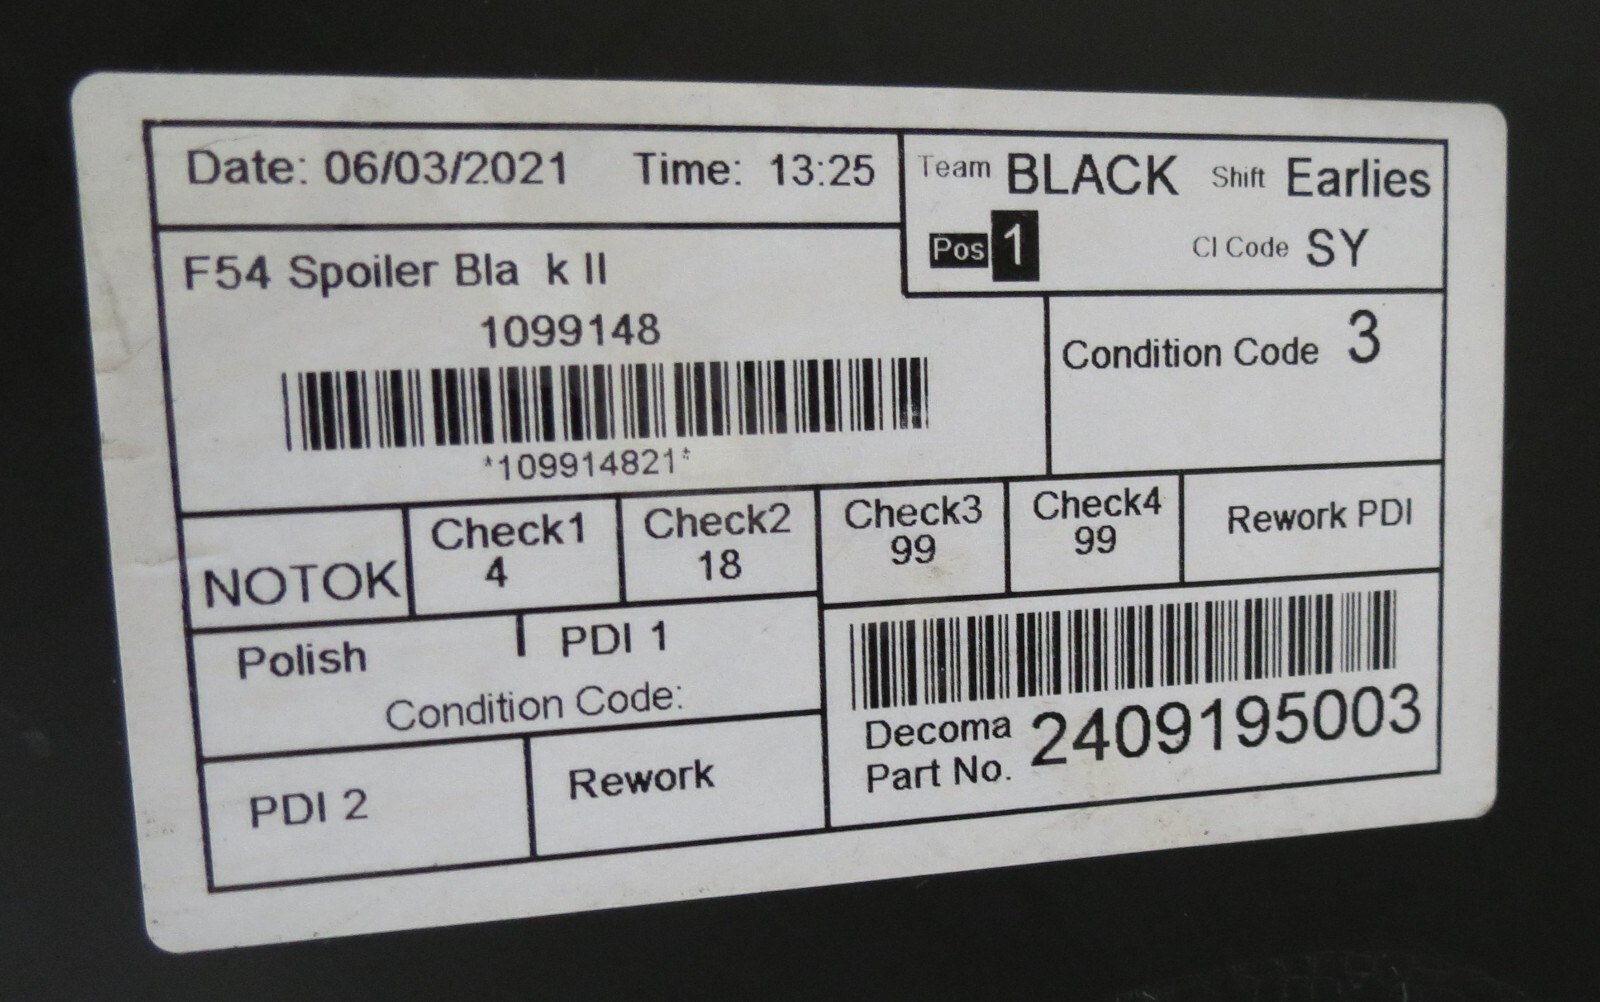 Date: 06/03/2021 Time: 13:25
Team BLACK Shift Earlies
Pos 1 CI Code SY
F54 Spoiler Bla k II
1099148
*109914821*
Condition Code 3
NOTOK
Check1
4
Check2
18
Check3
99
Check4
99
Rework PDI
Polish
PDI 1
Condition Code:
PDI 2
Rework
Decoma
Part No. 2409195003